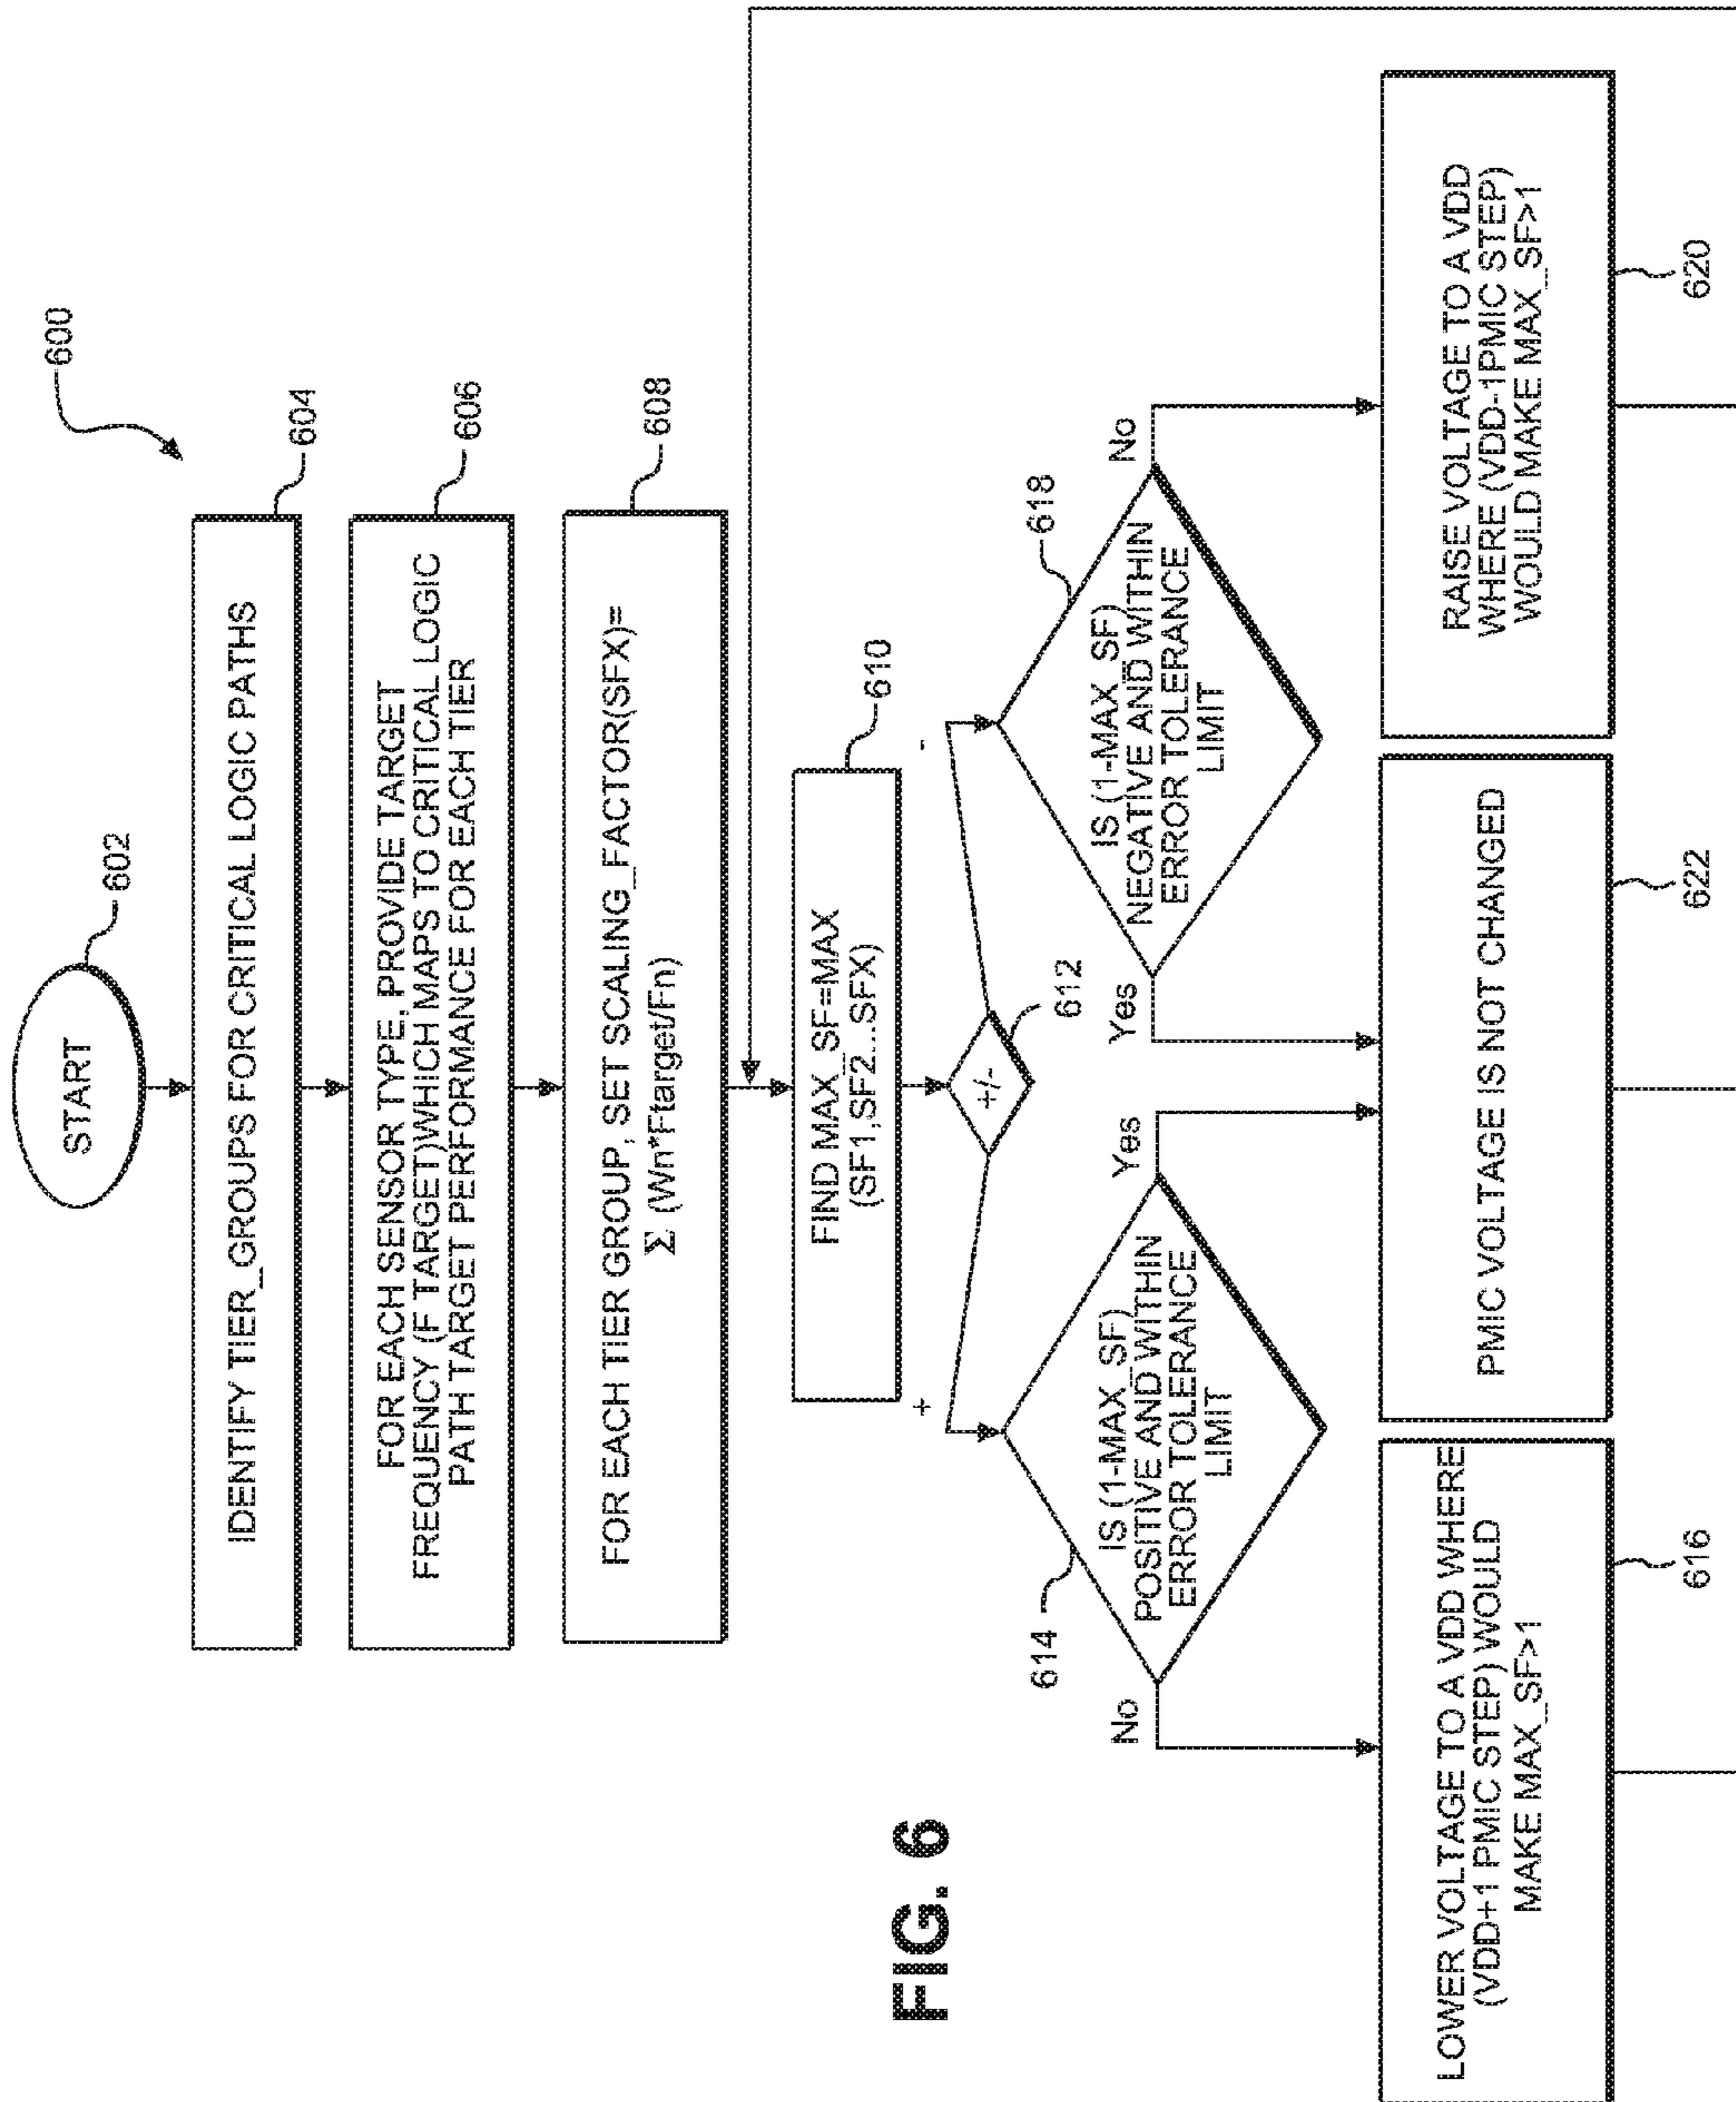 600
START
602
IDENTIFY TIER_GROUPS FOR CRITICAL LOGIC PATHS
604
FOR EACH SENSOR TYPE, PROVIDE TARGET
FREQUENCY (F TARGET)WHICH MAPS TO CRITICAL LOGIC
PATH TARGET PERFORMANCE FOR EACH TIER
606
FOR EACH TIER GROUP, SET SCALING_FACTOR(SFX)=
Σ (Wn*Ftarget/Fn)
608
FIND MAX_SF=MAX
(SF1,SF2...SFX)
610
+/-
612
+
-
IS (1-MAX_SF)
POSITIVE AND WITHIN
ERROR TOLERANCE
LIMIT
614
No
Yes
IS (1-MAX_SF)
NEGATIVE AND WITHIN
ERROR TOLERANCE
LIMIT
618
Yes
No
LOWER VOLTAGE TO A VDD WHERE
(VDD+1 PMIC STEP) WOULD
MAKE MAX_SF>1
616
PMIC VOLTAGE IS NOT CHANGED
622
RAISE VOLTAGE TO A VDD
WHERE (VDD-1PMIC STEP)
WOULD MAKE MAX_SF>1
620
FIG. 6